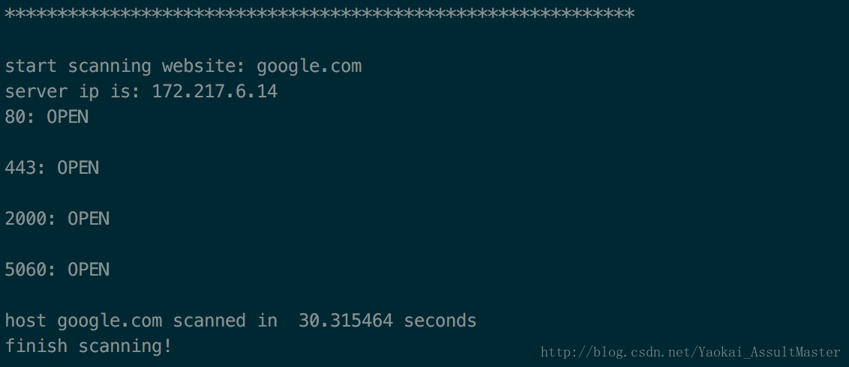 ************************************************************
start scanning website: google.com
server ip is: 172.217.6.14
80: OPEN
443: OPEN
2000: OPEN
5060: OPEN
host google.com scanned in  30.315464 seconds
finish scanning!
http://blog.csdn.net/Yaokai_AssultMaster